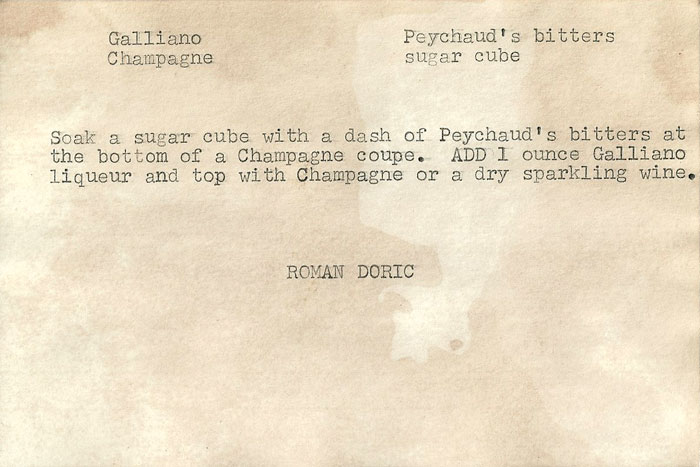 Galliano Peychaud's bitters
Champagne sugar cube
Soak a sugar cube with a dash of Peychaud's bitters at
the bottom of a Champagne coupe. ADD 1 ounce Galliano
liqueur and top with Champagne or a dry sparkling wine.
ROMAN DORIC